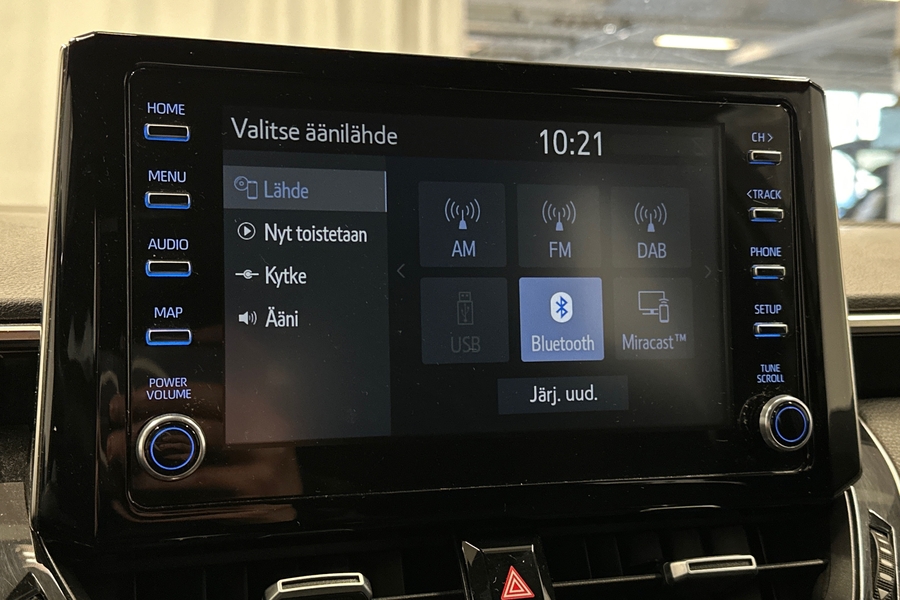 HOME
MENU
AUDIO
MAP
POWER
VOLUME
Valitse äänilähde
10:21
Lähde
Nyt toistetaan
Kytke
Ääni
AM
FM
DAB
USB
Bluetooth
Miracast™
Järj. uud.
CH>
<TRACK
PHONE
SETUP
TUNE
SCROLL